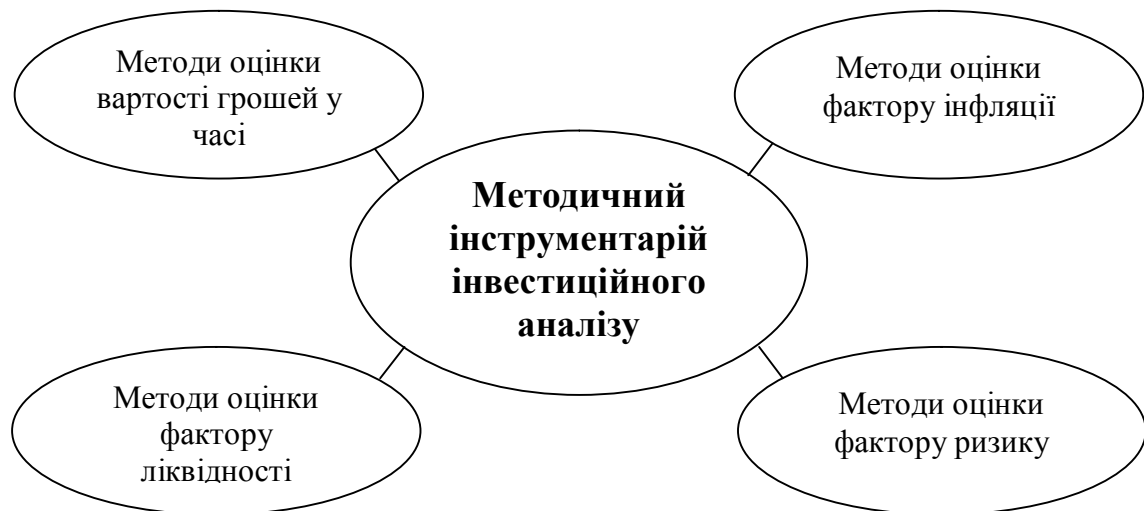 Методи оцінки
вартості грошей у
часі
Методи оцінки
фактору інфляції
Методичний
інструментарій
інвестиційного
аналізу
Методи оцінки
фактору
ліквідності
Методи оцінки
фактору ризику